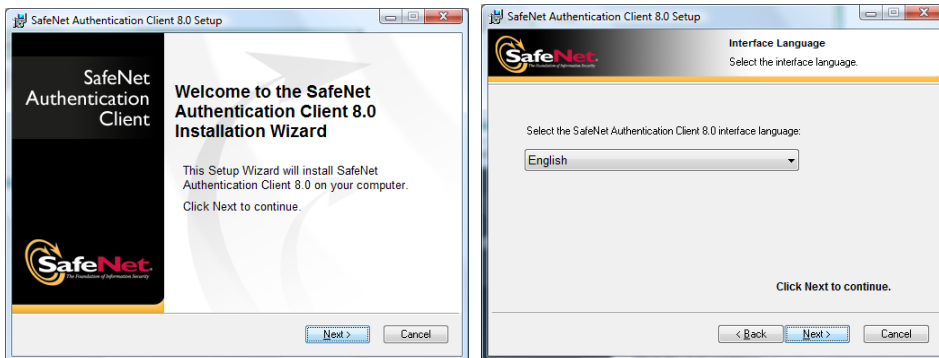 SafeNet Authentication Client 8.0 Setup
SafeNet
Authentication
Client
Welcome to the SafeNet
Authentication Client 8.0
Installation Wizard
This Setup Wizard will install SafeNet
Authentication Client 8.0 on your computer.
Click Next to continue.
SafeNet.
The Foundation of Information Security
Next >
Cancel
SafeNet Authentication Client 8.0 Setup
SafeNet.
The Foundation of Information Security
Interface Language
Select the interface language.
Select the SafeNet Authentication Client 8.0 interface language:
English
Click Next to continue.
< Back
Next >
Cancel